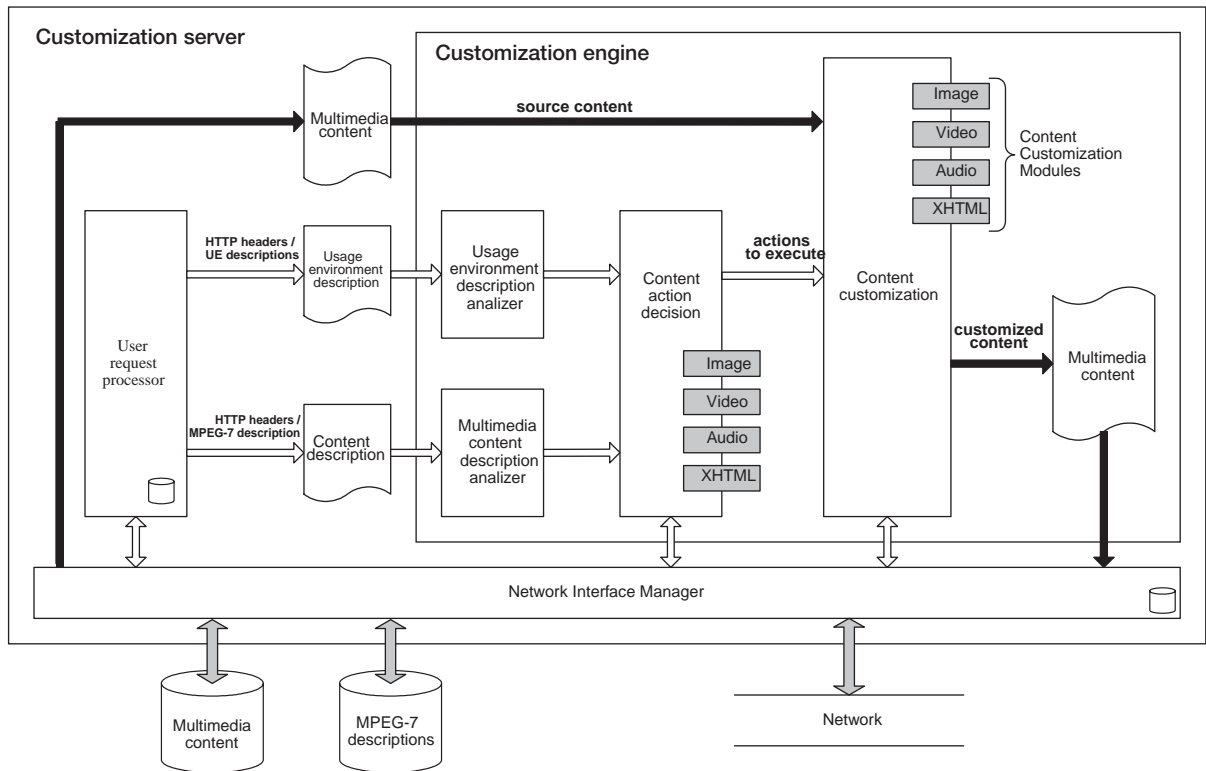 Customization server
Customization engine
Multimedia
content
source content
Image
Video
Audio
XHTML
Content
Customization
Modules
HTTP headers /
UE descriptions
Usage
environment
description
Usage
environment
description
analizer
Content
action
decision
actions
to execute
Content
customization
User
request
processor
Image
Video
Audio
XHTML
customized
content
Multimedia
content
HTTP headers /
MPEG-7 description
Content
description
Multimedia
content
description
analizer
Network Interface Manager
Multimedia
content
MPEG-7
descriptions
Network